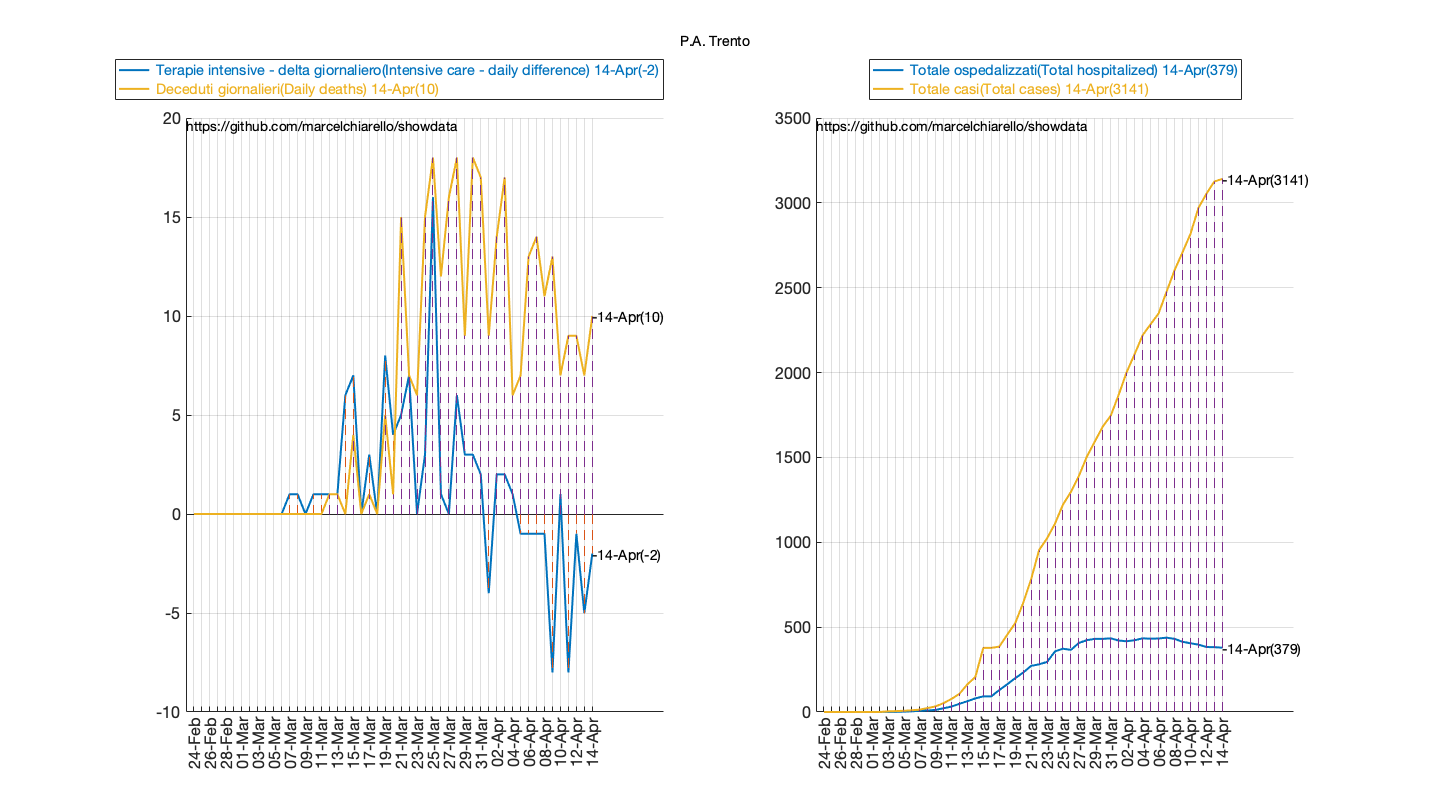 P.A. Trento
Terapie intensive - delta giornaliero(Intensive care - daily difference) 14-Apr(-2)
Deceduti giornalieri(Daily deaths) 14-Apr(10)
https://github.com/marcelchiarello/showdata
20
15
10
5
0
-5
-10
14-Apr(10)
14-Apr(-2)
24-Feb
26-Feb
28-Feb
01-Mar
03-Mar
05-Mar
07-Mar
09-Mar
11-Mar
13-Mar
15-Mar
17-Mar
19-Mar
21-Mar
23-Mar
25-Mar
27-Mar
29-Mar
31-Mar
02-Apr
04-Apr
06-Apr
08-Apr
10-Apr
12-Apr
14-Apr
Totale ospedalizzati(Total hospitalized) 14-Apr(379)
Totale casi(Total cases) 14-Apr(3141)
https://github.com/marcelchiarello/showdata
3500
3000
2500
2000
1500
1000
500
0
14-Apr(3141)
14-Apr(379)
24-Feb
26-Feb
28-Feb
01-Mar
03-Mar
05-Mar
07-Mar
09-Mar
11-Mar
13-Mar
15-Mar
17-Mar
19-Mar
21-Mar
23-Mar
25-Mar
27-Mar
29-Mar
31-Mar
02-Apr
04-Apr
06-Apr
08-Apr
10-Apr
12-Apr
14-Apr